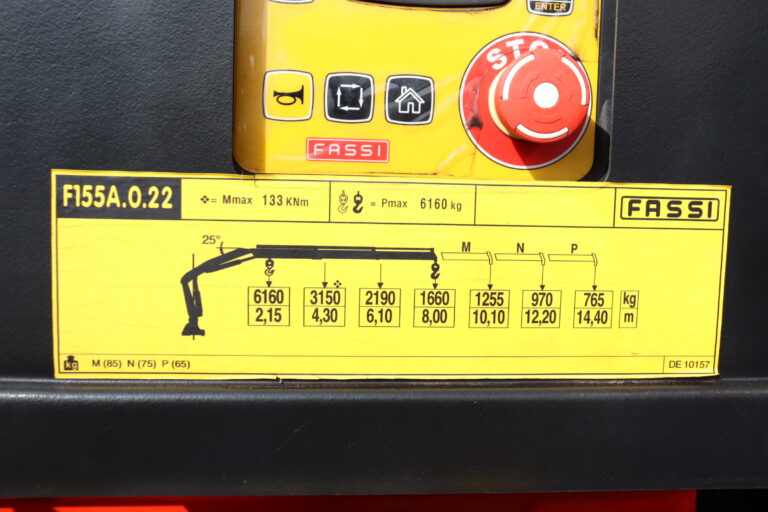 ENTER
STO
FASSI
F155A.0.22 = Mmax 133 KNm = Pmax 6160 kg FASSI
25° M N P
6160 3150 2190 1660 1255 970 765 kg
2,15 4,30 6,10 8,00 10,10 12,20 14,40 m
kg M (85) N (75) P (65) DE 10157